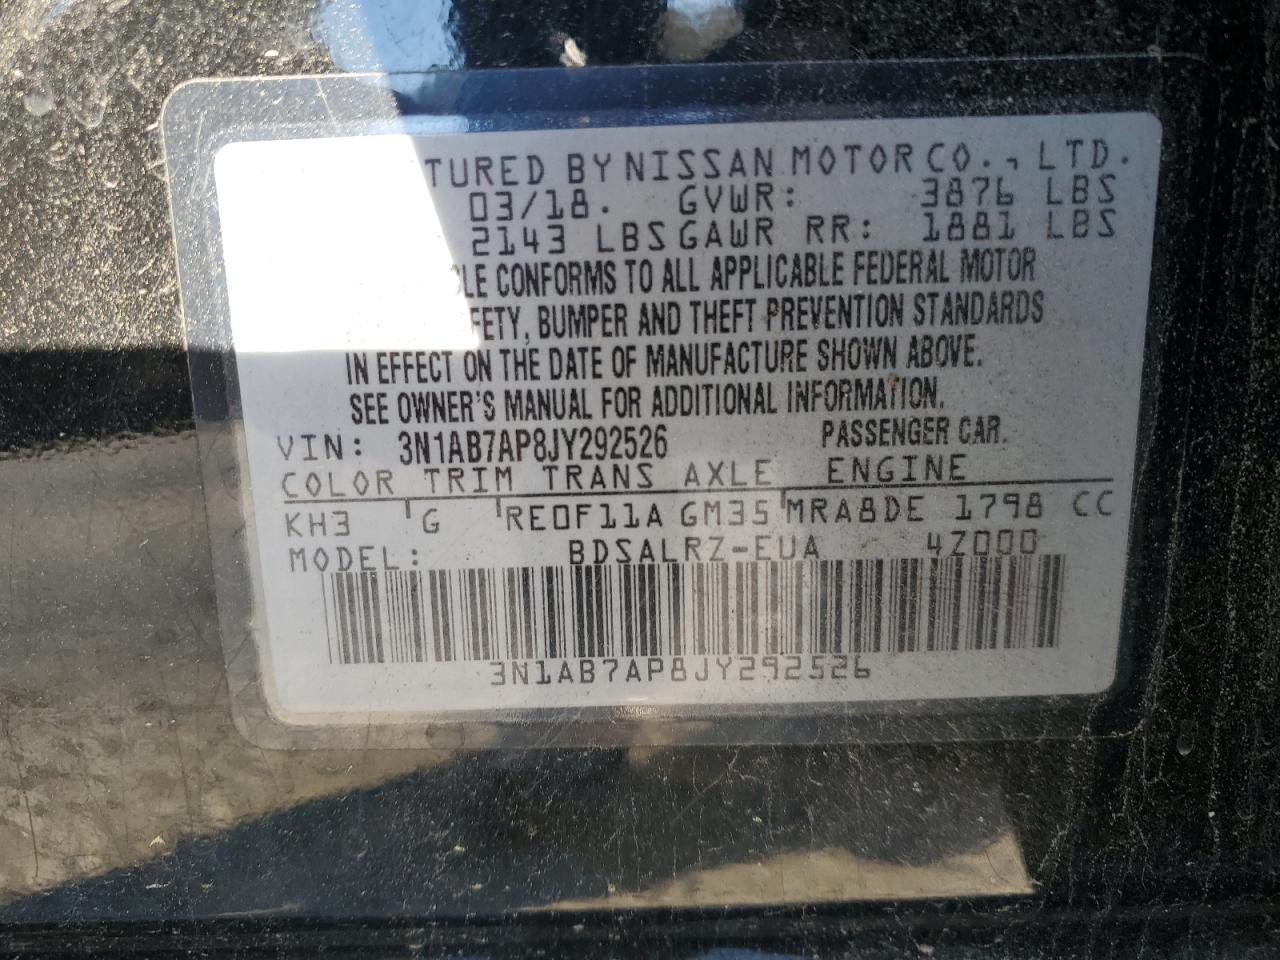 TURED BY NISSAN MOTOR CO., LTD.
03/18. GVWR: 3876 LBS
2143 LBS GAWR RR: 1881 LBS
CONFORMS TO ALL APPLICABLE FEDERAL MOTOR
FETY, BUMPER AND THEFT PREVENTION STANDARDS
IN EFFECT ON THE DATE OF MANUFACTURE SHOWN ABOVE.
SEE OWNER'S MANUAL FOR ADDITIONAL INFORMATION.
VIN: 3N1AB7AP8JY292526 PASSENGER CAR.
COLOR TRIM TRANS AXLE ENGINE
KH3 G RE0F11A GM35 MRA8DE 1798 CC
MODEL: BDSALRZ-EUA 4Z000
3N1AB7AP8JY292526